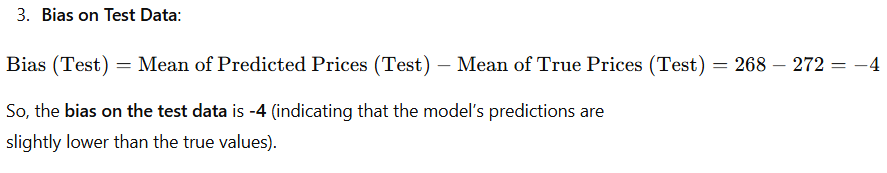 3. Bias on Test Data:
Bias (Test) = Mean of Predicted Prices (Test) − Mean of True Prices (Test) = 268 − 272 = −4
So, the bias on the test data is -4 (indicating that the model's predictions are
slightly lower than the true values).